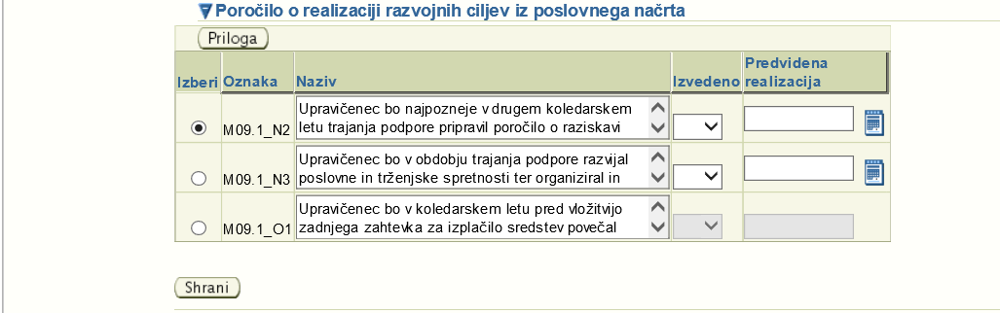 Poročilo o realizaciji razvojnih ciljev iz poslovnega načrta
Priloga
Izberi Oznaka Naziv Izvedeno Predvidena realizacija
M09.1_N2
Upravičenec bo najpozneje v drugem koledarskem
letu trajanja podpore pripravil poročilo o raziskavi
M09.1_N3
Upravičenec bo v obdobju trajanja podpore razvijal
poslovne in trženjske spretnosti ter organiziral in
M09.1_O1
Upravičenec bo v koledarskem letu pred vložitvijo
zadnjega zahtevka za izplačilo sredstev povečal
Shrani